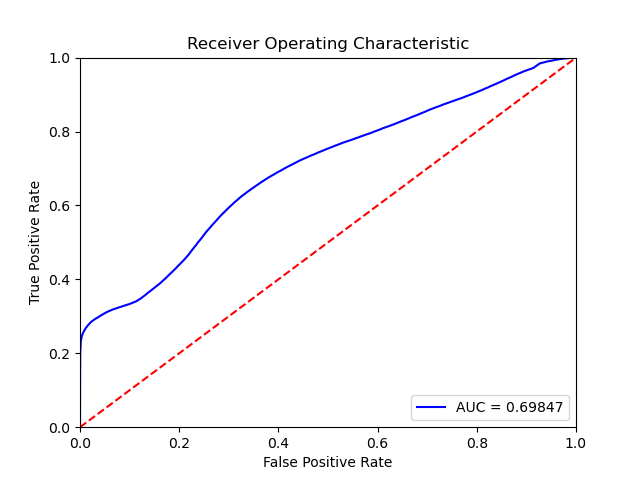 Receiver Operating Characteristic
True Positive Rate
1.0
0.8
0.6
0.4
0.2
0.0
AUC = 0.69847
0.0 0.2 0.4 0.6 0.8 1.0
False Positive Rate